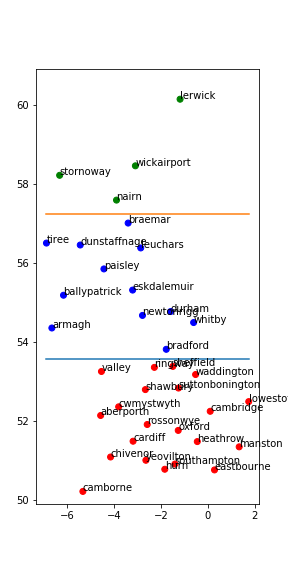 60
58
56
54
52
50
lerwick
wickairport
stornoway
nairn
braemar
tiree
dunstaffnage
leuchars
paisley
eskdalemuir
ballypatrick
durham
newtonrigg
whitby
armagh
bradford
sheffield
ringway
valley
waddington
suttonbonington
shawbury
lowestof
cwmystwyth
cambridge
aberporth
rossonwye
oxford
cardiff
heathrow
manston
chivenor
yeovilton
southampton
hurn
eastbourne
camborne
−6
−4
−2
0
2